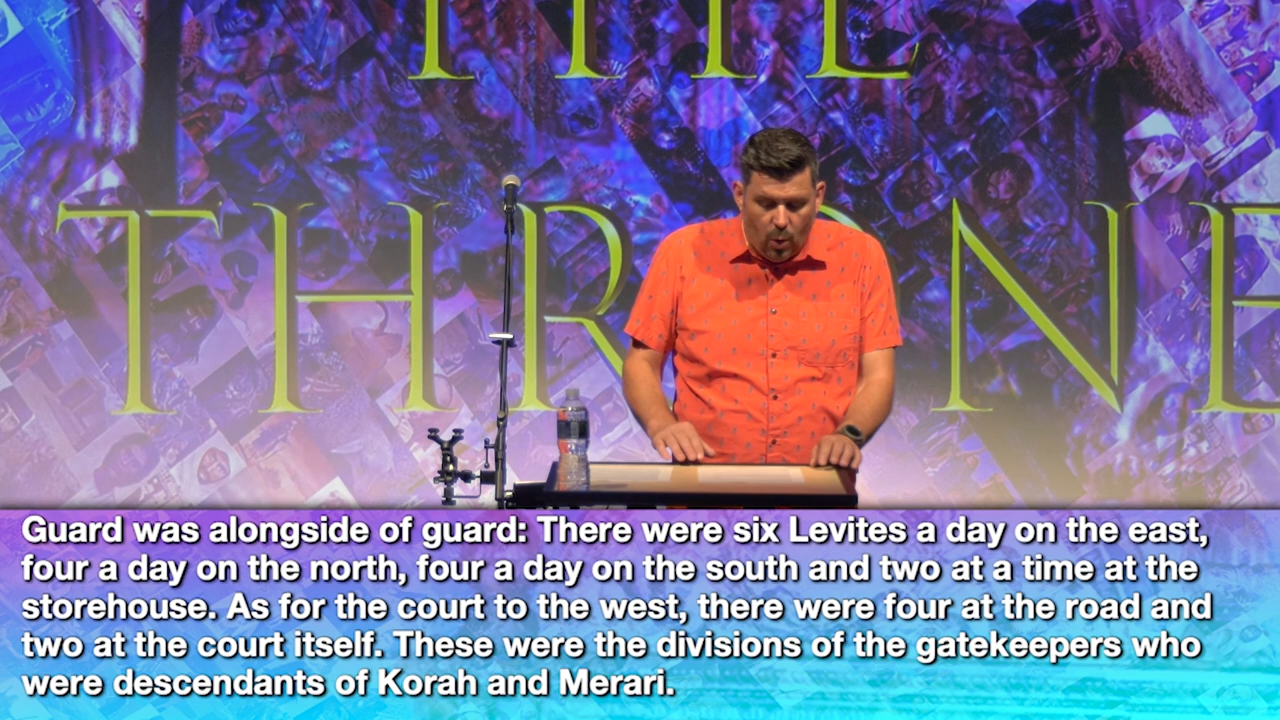 THE
THRONE
Guard was alongside of guard: There were six Levites a day on the east,
four a day on the north, four a day on the south and two at a time at the
storehouse. As for the court to the west, there were four at the road and
two at the court itself. These were the divisions of the gatekeepers who
were descendants of Korah and Merari.